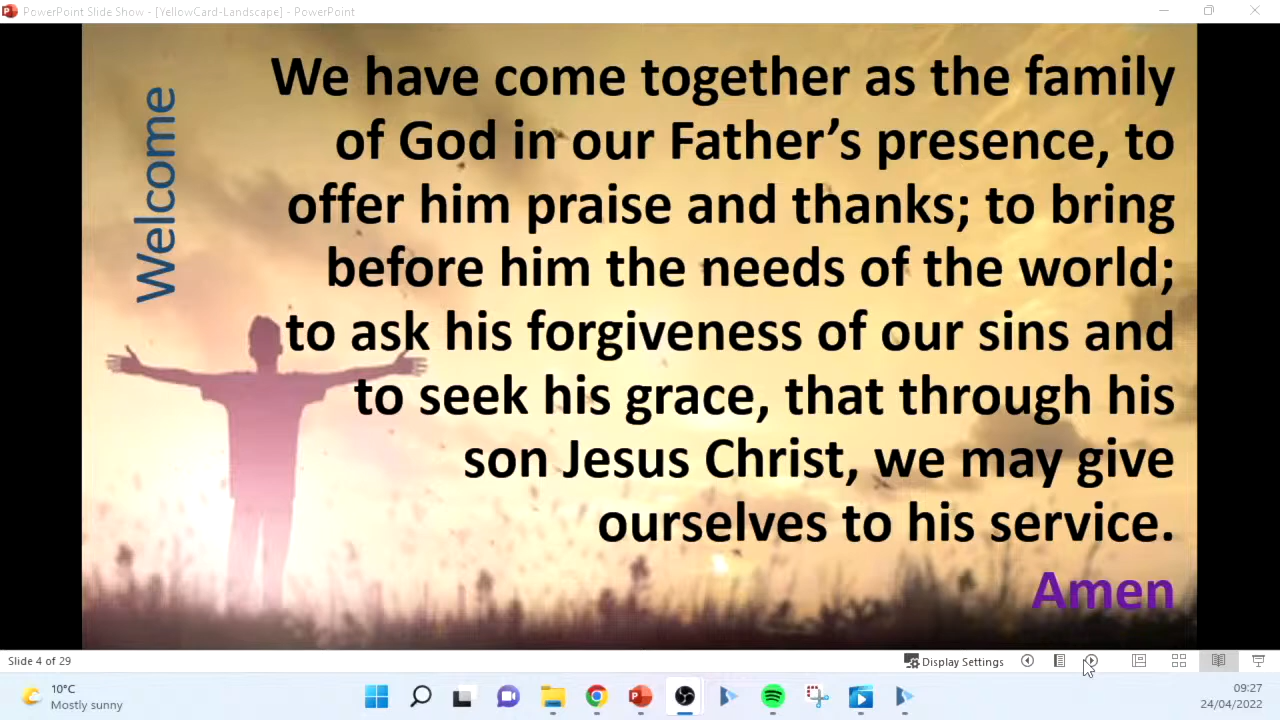 PowerPoint Slide Show - [YellowCard-Landscape] - PowerPoint
Welcome
We have come together as the family
of God in our Father’s presence, to
offer him praise and thanks; to bring
before him the needs of the world;
to ask his forgiveness of our sins and
to seek his grace, that through his
son Jesus Christ, we may give
ourselves to his service.
Amen
Slide 4 of 29
Display Settings
10°C
Mostly sunny
09:27
24/04/2022